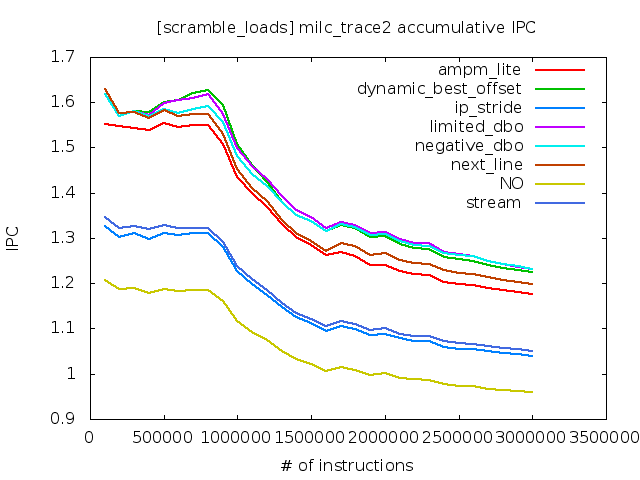 [scramble_loads] milc_trace2 accumulative IPC
1.7
1.6
1.5
1.4
1.3
1.2
1.1
1
0.9
IPC
ampm_lite
dynamic_best_offset
ip_stride
limited_dbo
negative_dbo
next_line
NO
stream
0 500000 1000000 1500000 2000000 2500000 3000000 3500000
# of instructions